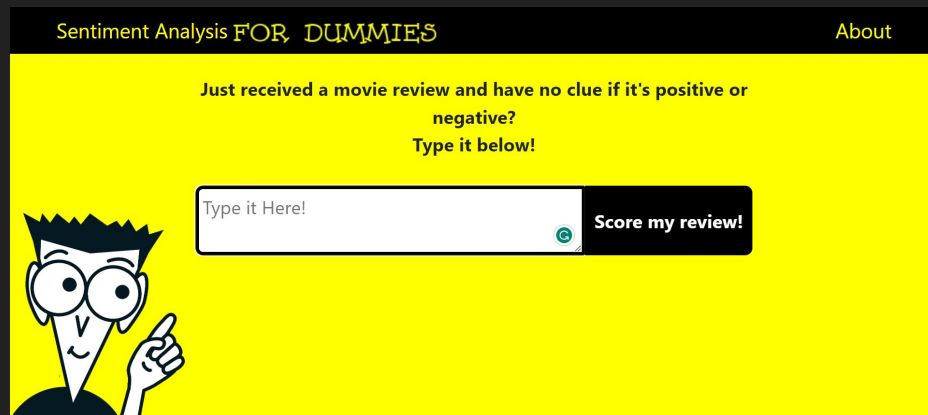 Sentiment Analysis FOR DUMMIES
About
Just received a movie review and have no clue if it's positive or
negative?
Type it below!
Type it Here!
Score my review!